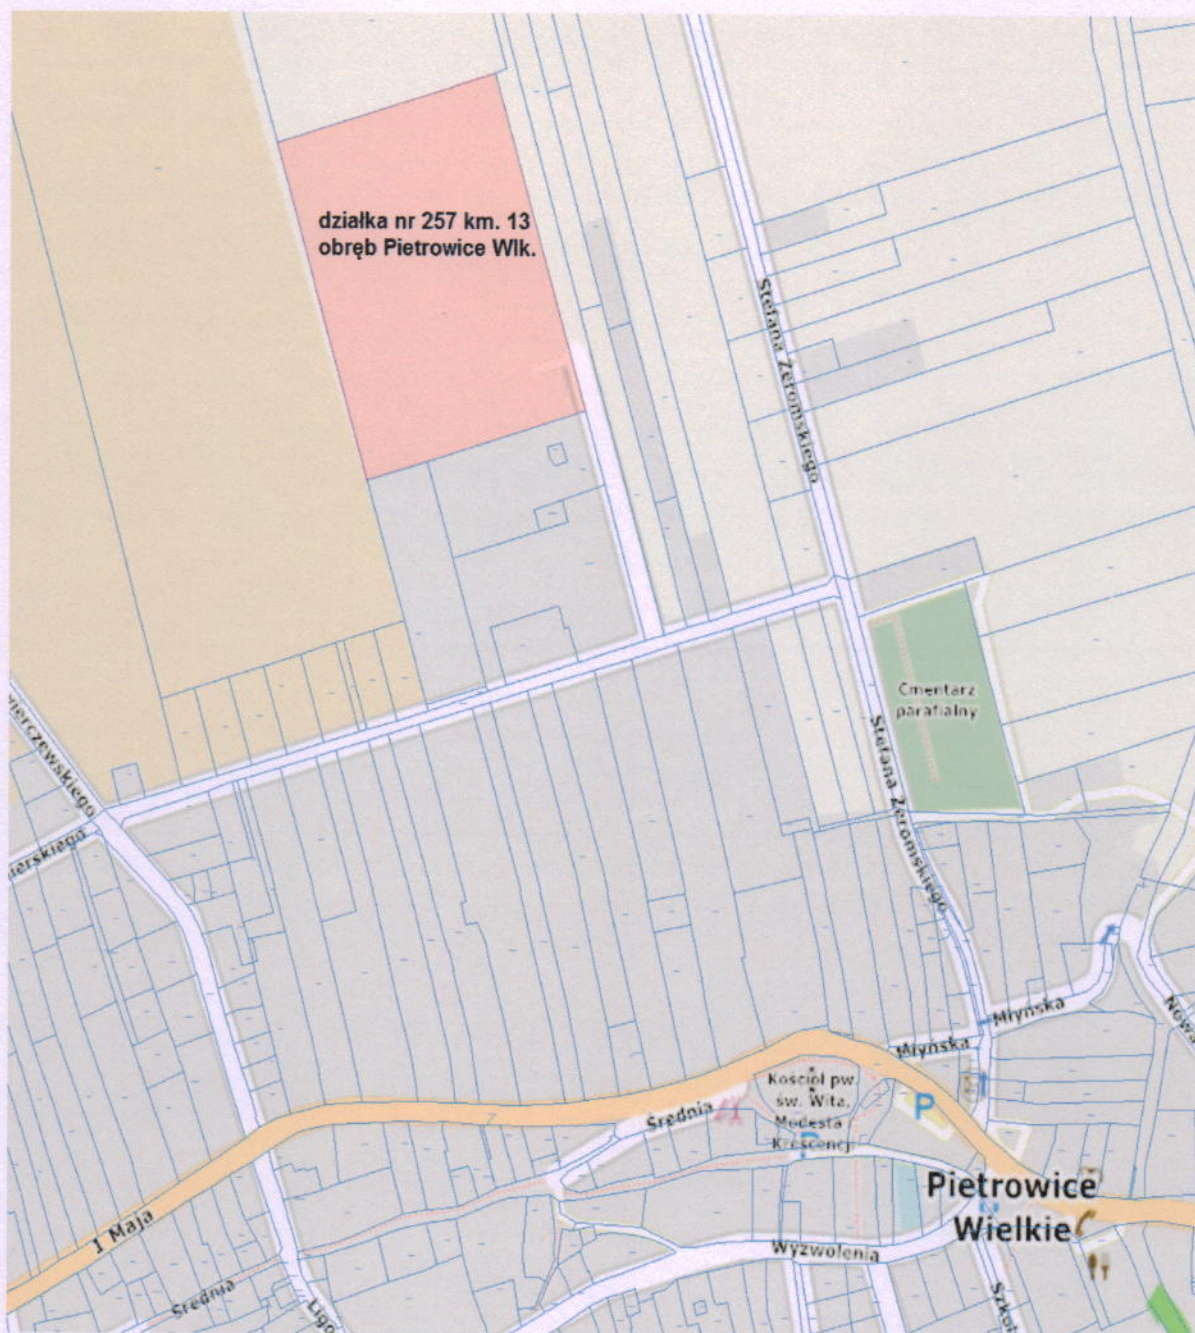 działka nr 257 km. 13
obręb Pietrowice Wlk.
Stefana Żeromskiego
Cmentarz
parafialny
Stefana Żeromskiego
Młyńska
Młyńska
Kościół pw.
św. Wita,
Modesta
P
Średnia
Pietrowice
Wielkie
Wyzwolenia
1 Maja
Średnia